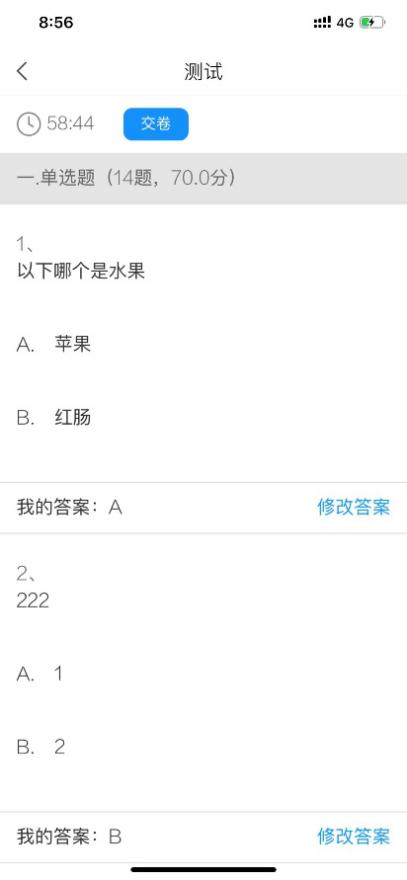 8:56
4G
测试
58:44
交卷
一.单选题（14题，70.0分）
1、
以下哪个是水果
A. 苹果
B. 红肠
我的答案：A 修改答案
2、
222
A. 1
B. 2
我的答案：B 修改答案